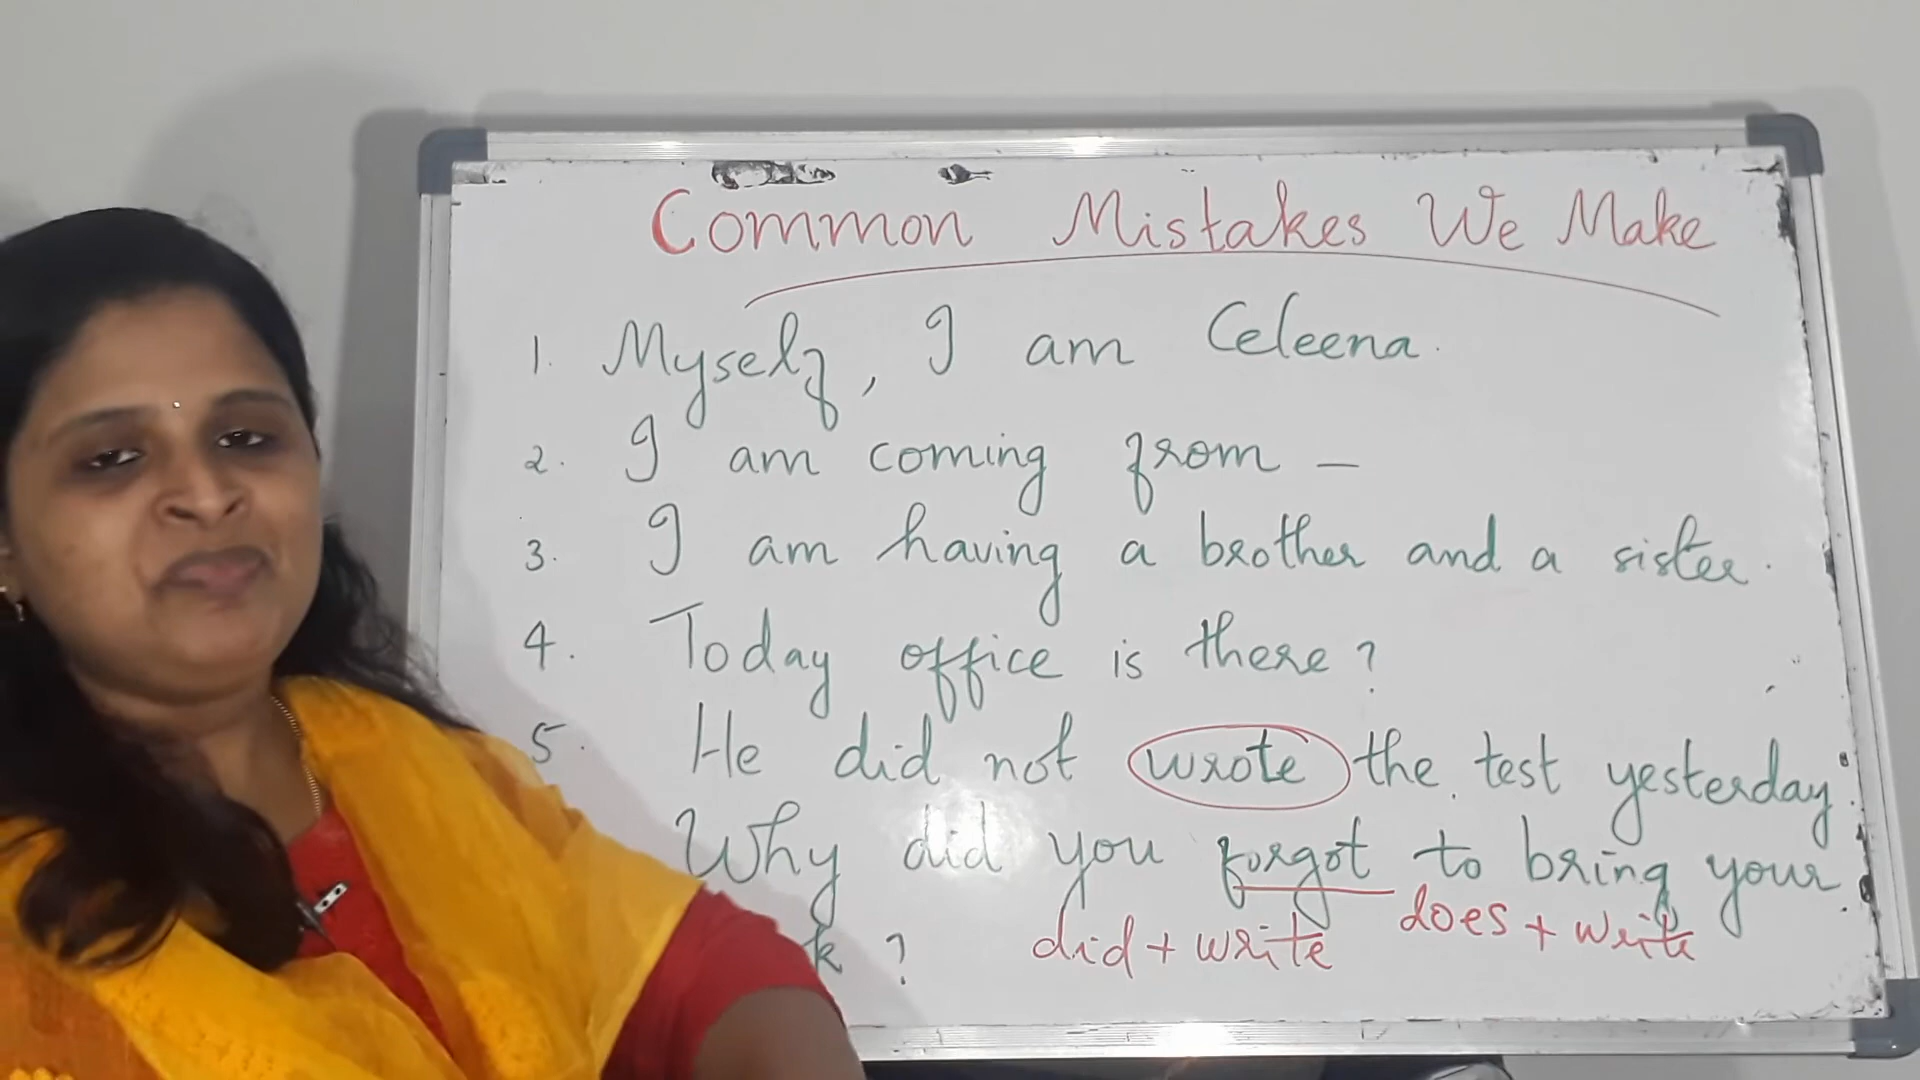 Common Mistakes We Make
1. Myself, I am Celeena.
2. I am coming from –
3. I am having a brother and a sister.
4. Today office is there?
5. He did not wrote the test yesterday.
Why did you forgot to bring your
k ?
did + write does + write